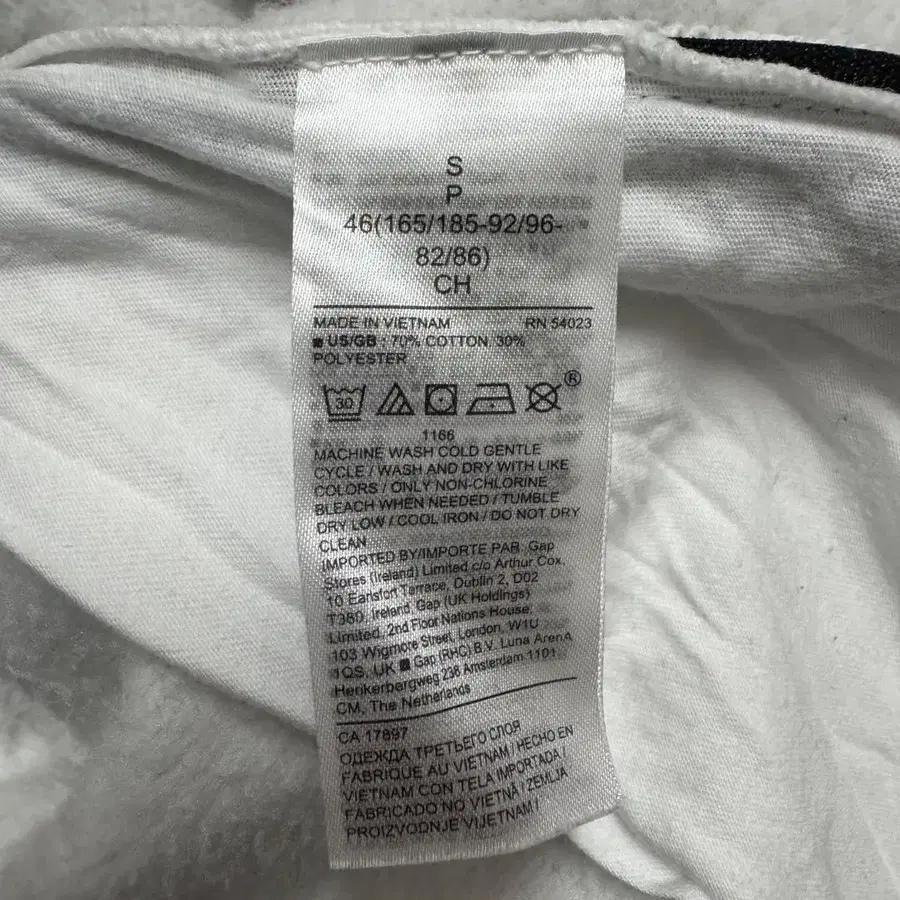 S
P
46(165/185-92/96-
82/86)
CH
MADE IN VIETNAM RN 54023
US/GB : 70% COTTON, 30%
POLYESTER
30 ®
1166
MACHINE WASH COLD GENTLE
CYCLE / WASH AND DRY WITH LIKE
COLORS / ONLY NON-CHLORINE
BLEACH WHEN NEEDED / TUMBLE
DRY LOW / COOL IRON / DO NOT DRY
CLEAN
IMPORTED BY/IMPORTE PAR :Gap
Stores (Ireland) Limited c/o Arthur Cox,
10 Earlsfort Terrace, Dublin 2, D02
T380, Ireland Gap (UK Holdings)
Limited, 2nd Floor Nations House,
103 Wigmore Street, London, W1U
1QS, UK Gap (RHC) B.V. Luna ArenA
Herikerbergweg 238 Amsterdam 1101
CM, The Netherlands
CA 17897
ОДЕЖДА ТРЕТЬЕГО СЛОЯ
FABRIQUE AU VIETNAM / HECHO EN
VIETNAM CON TELA IMPORTADA /
FABRICADO NO VIETNÃ / ZEMLJA
PROIZVODNJE VIJETNAM /